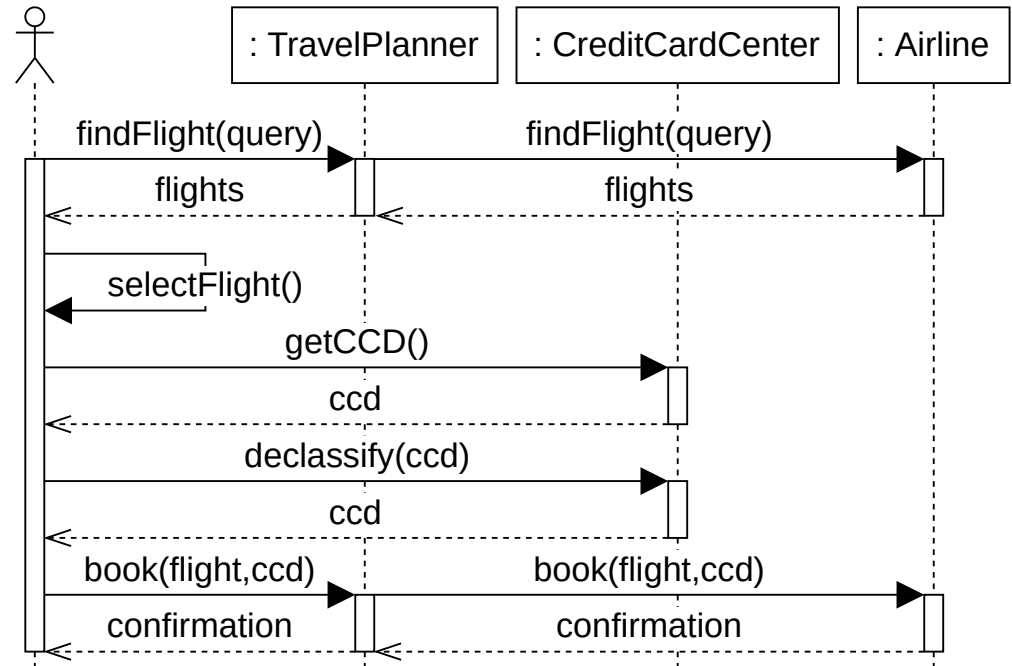 : TravelPlanner
: CreditCardCenter
: Airline
findFlight(query)
findFlight(query)
flights
flights
selectFlight()
getCCD()
ccd
declassify(ccd)
ccd
book(flight,ccd)
book(flight,ccd)
confirmation
confirmation